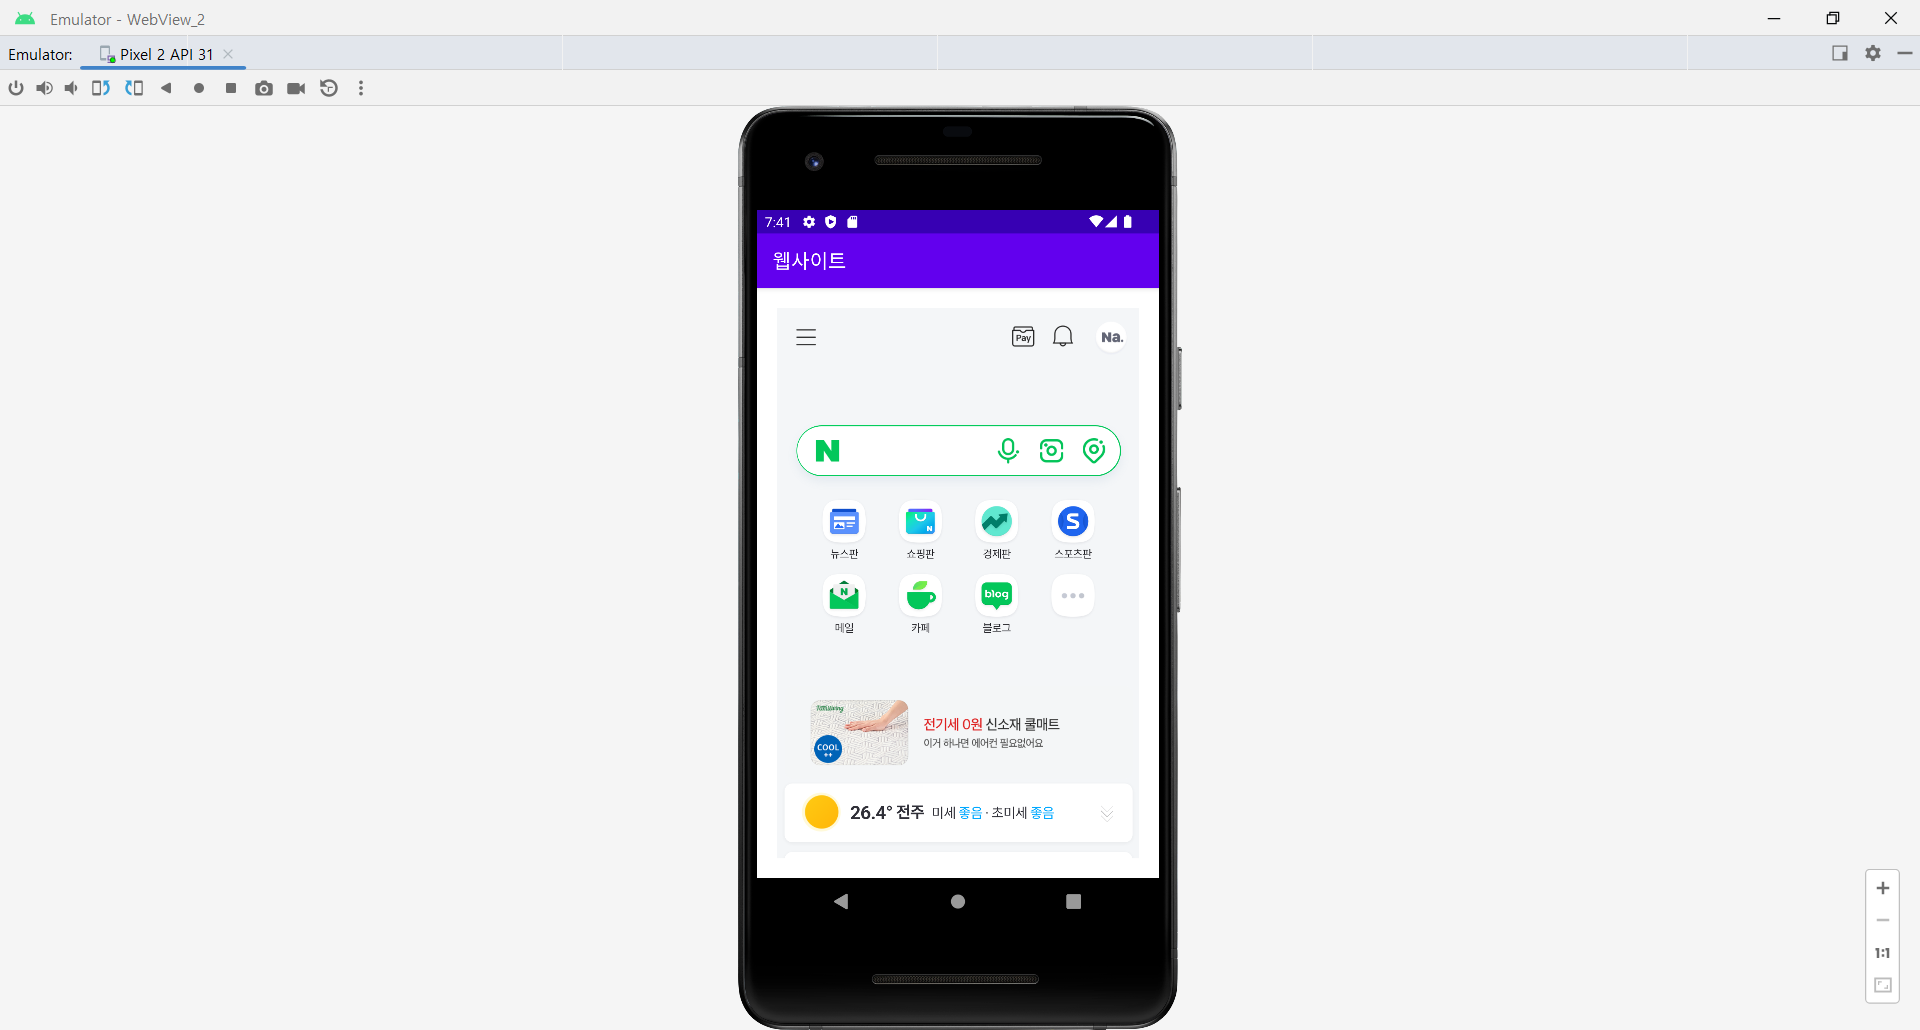 Emulator - WebView_2
Emulator: Pixel 2 API 31
7:41
웹사이트
Pay
Na.
N
뉴스판 쇼핑판 경제판 스포츠판
메일 카페 블로그
blog
전기세 0원 신소재 쿨매트
이거 하나면 에어컨 필요없어요
COOL
++
26.4° 전주 미세 좋음 · 초미세 좋음
1:1